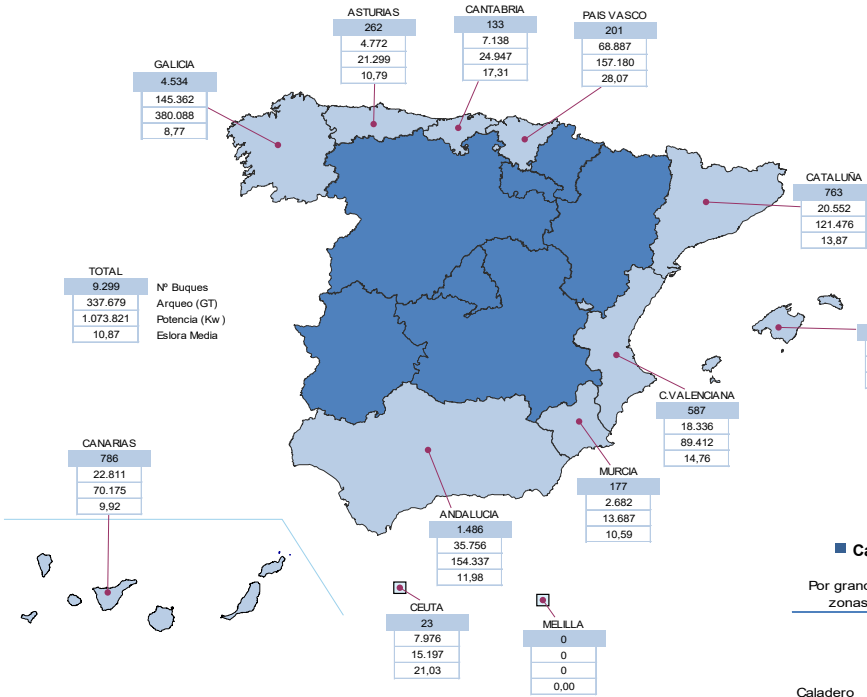 ASTURIAS
262
4.772
21.299
10,79
CANTABRIA
133
7.138
24.947
17,31
PAIS VASCO
201
68.887
157.180
28,07
GALICIA
4.534
145.362
380.088
8,77
CATALUÑA
763
20.552
121.476
13,87
TOTAL
9.299 Nº Buques
337.679 Arqueo (GT)
1.073.821 Potencia (Kw)
10,87 Eslora Media
C.VALENCIANA
587
18.336
89.412
14,76
CANARIAS
786
22.811
70.175
9,92
MURCIA
177
2.682
13.687
10,59
ANDALUCIA
1.486
35.756
154.337
11,98
CEUTA
23
7.976
15.197
21,03
MELILLA
0
0
0
0,00
Ca
Por grand
zonas
Caladero